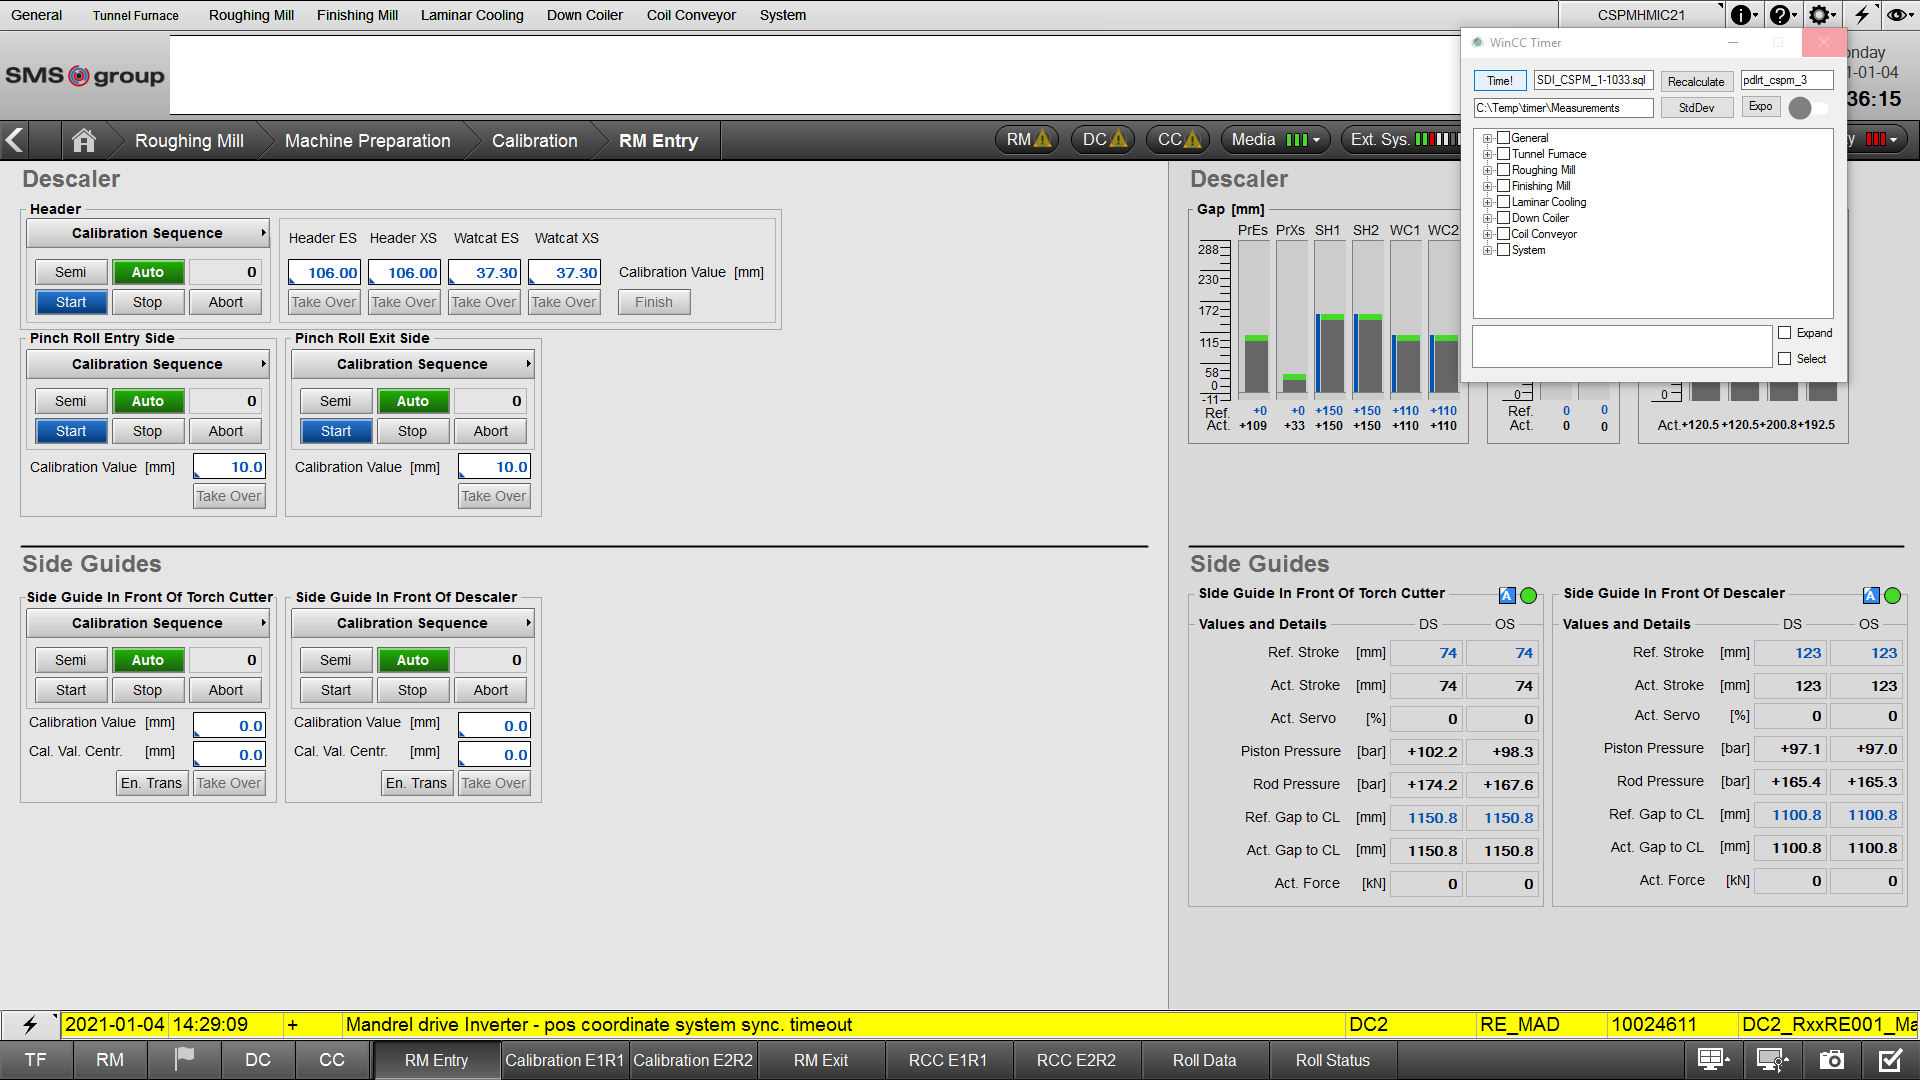 General Tunnel Furnace Roughing Mill Finishing Mill Laminar Cooling Down Coiler Coil Conveyor System CSPMHMIC21
SMS group
WinCC Timer
Time! SDI_CSPM_1-1033.sql Recalculate pdlrt_cspm_3
C:\Temp\timer\Measurements StdDev Expo
General
Tunnel Furnace
Roughing Mill
Finishing Mill
Laminar Cooling
Down Coiler
Coil Conveyor
System
Expand
Select
nday
1-01-04
36:15
Roughing Mill Machine Preparation Calibration RM Entry RM DC CC Media Ext. Sys. y
Descaler
Header
Calibration Sequence
Semi Auto 0
Start Stop Abort
Header ES Header XS Watcat ES Watcat XS
106.00 106.00 37.30 37.30 Calibration Value [mm]
Take Over Take Over Take Over Take Over Finish
Pinch Roll Entry Side
Calibration Sequence
Semi Auto 0
Start Stop Abort
Calibration Value [mm] 10.0
Take Over
Pinch Roll Exit Side
Calibration Sequence
Semi Auto 0
Start Stop Abort
Calibration Value [mm] 10.0
Take Over
Side Guides
Side Guide In Front Of Torch Cutter
Calibration Sequence
Semi Auto 0
Start Stop Abort
Calibration Value [mm] 0.0
Cal. Val. Centr. [mm] 0.0
En. Trans Take Over
Side Guide In Front Of Descaler
Calibration Sequence
Semi Auto 0
Start Stop Abort
Calibration Value [mm] 0.0
Cal. Val. Centr. [mm] 0.0
En. Trans Take Over
Descaler
Gap [mm]
PrEs PrXs SH1 SH2 WC1 WC2
288
230
172
115
58
0
-11
Ref. +0 +0 +150 +150 +110 +110
Act. +109 +33 +150 +150 +110 +110
0
Ref. 0 0
Act. 0 0
0
Act. +120.5 +120.5 +200.8 +192.5
Side Guides
Side Guide In Front Of Torch Cutter A
Values and Details DS OS
Ref. Stroke [mm] 74 74
Act. Stroke [mm] 74 74
Act. Servo [%] 0 0
Piston Pressure [bar] +102.2 +98.3
Rod Pressure [bar] +174.2 +167.6
Ref. Gap to CL [mm] 1150.8 1150.8
Act. Gap to CL [mm] 1150.8 1150.8
Act. Force [kN] 0 0
Side Guide In Front Of Descaler A
Values and Details DS OS
Ref. Stroke [mm] 123 123
Act. Stroke [mm] 123 123
Act. Servo [%] 0 0
Piston Pressure [bar] +97.1 +97.0
Rod Pressure [bar] +165.4 +165.3
Ref. Gap to CL [mm] 1100.8 1100.8
Act. Gap to CL [mm] 1100.8 1100.8
Act. Force [kN] 0 0
2021-01-04 14:29:09 + Mandrel drive Inverter - pos coordinate system sync. timeout DC2 RE_MAD 10024611 DC2_RxxRE001_Ma
TF RM DC CC RM Entry Calibration E1R1 Calibration E2R2 RM Exit RCC E1R1 RCC E2R2 Roll Data Roll Status